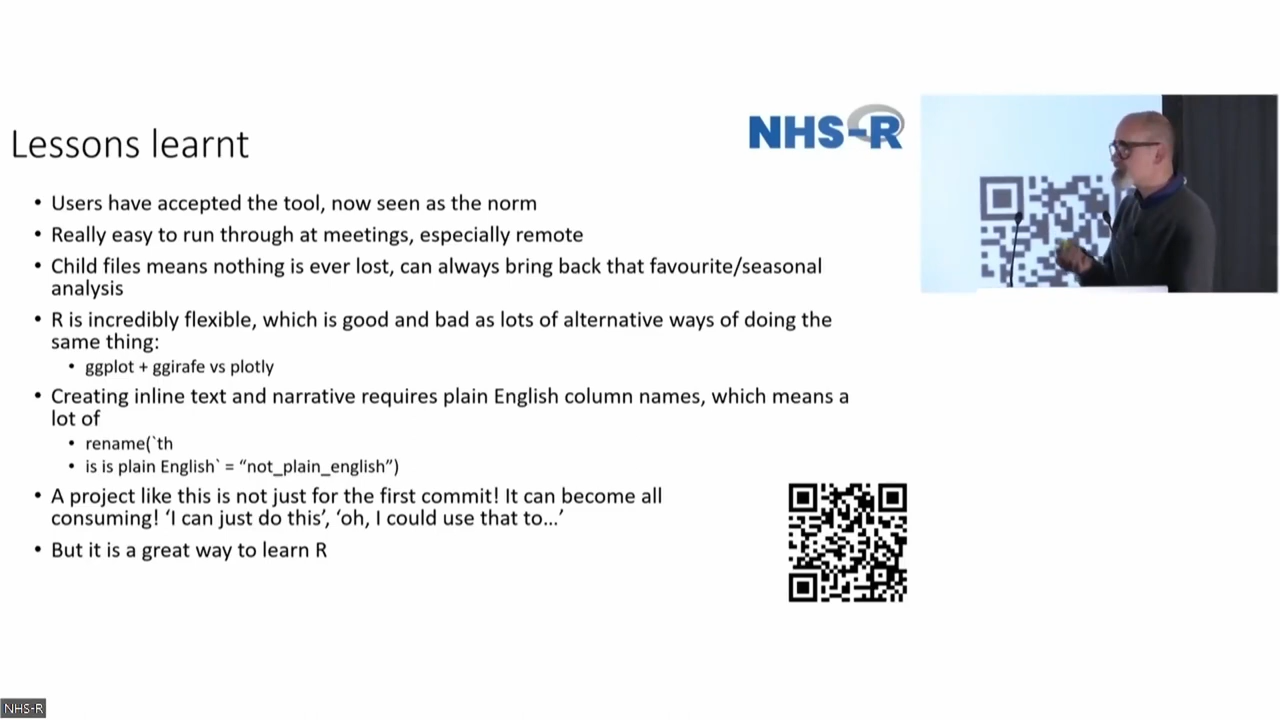 Lessons learnt
NHS-R
• Users have accepted the tool, now seen as the norm
• Really easy to run through at meetings, especially remote
• Child files means nothing is ever lost, can always bring back that favourite/seasonal
analysis
• R is incredibly flexible, which is good and bad as lots of alternative ways of doing the
same thing:
• ggplot + ggirafe vs plotly
• Creating inline text and narrative requires plain English column names, which means a
lot of
• rename(`th
• is is plain English` = “not_plain_english”)
• A project like this is not just for the first commit! It can become all
consuming! ‘I can just do this’, ‘oh, I could use that to…’
• But it is a great way to learn R
NHS-R